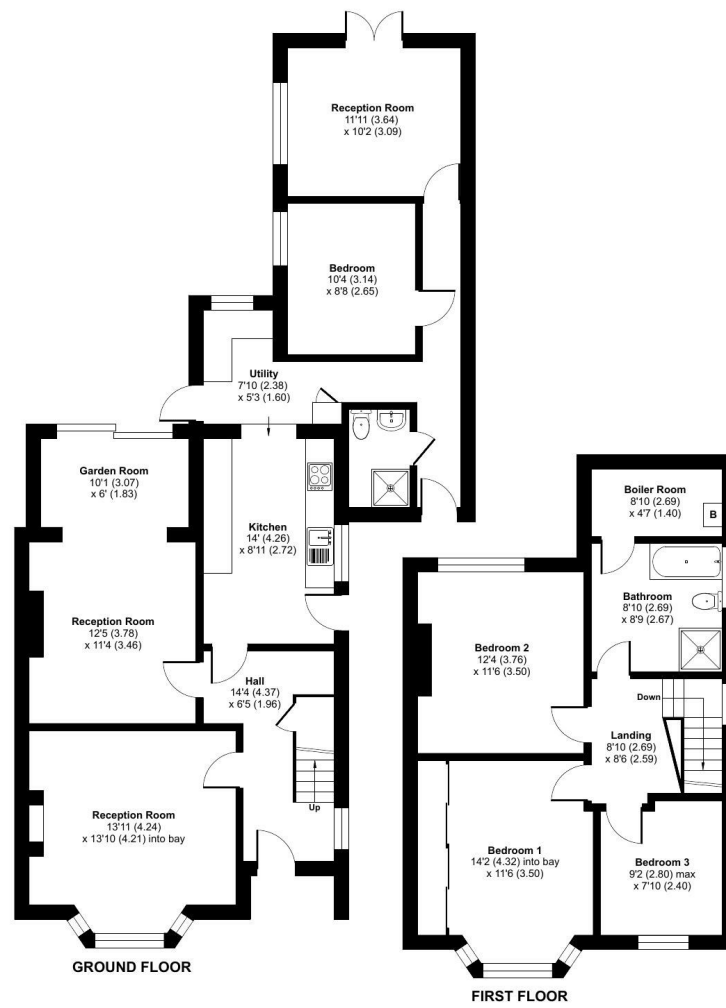 Reception Room
11'11 (3.64)
x 10'2 (3.09)
Bedroom
10'4 (3.14)
x 8'8 (2.65)
Utility
7'10 (2.38)
x 5'3 (1.60)
Garden Room
10'1 (3.07)
x 6' (1.83)
Kitchen
14' (4.26)
x 8'11 (2.72)
Reception Room
12'5 (3.78)
x 11'4 (3.46)
Hall
14'4 (4.37)
x 6'5 (1.96)
Up
Reception Room
13'11 (4.24)
x 13'10 (4.21) into bay
GROUND FLOOR
Boiler Room
8'10 (2.69)
x 4'7 (1.40)
B
Bathroom
8'10 (2.69)
x 8'9 (2.67)
Bedroom 2
12'4 (3.76)
x 11'6 (3.50)
Down
Landing
8'10 (2.69)
x 8'6 (2.59)
Bedroom 1
14'2 (4.32) into bay
x 11'6 (3.50)
Bedroom 3
9'2 (2.80) max
x 7'10 (2.40)
FIRST FLOOR